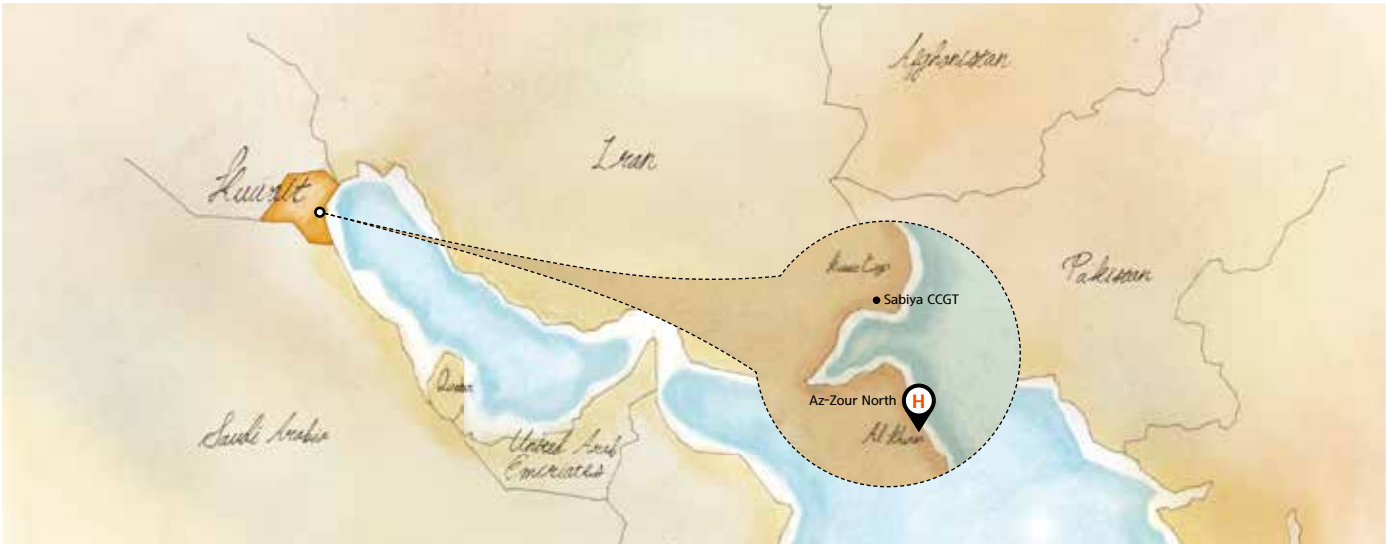 Afghanistan
Iran
Kuwait
Pakistan
Sabiya CCGT
Az-Zour North
H
Qatar
Saudi Arabia
United Arab
Emirates